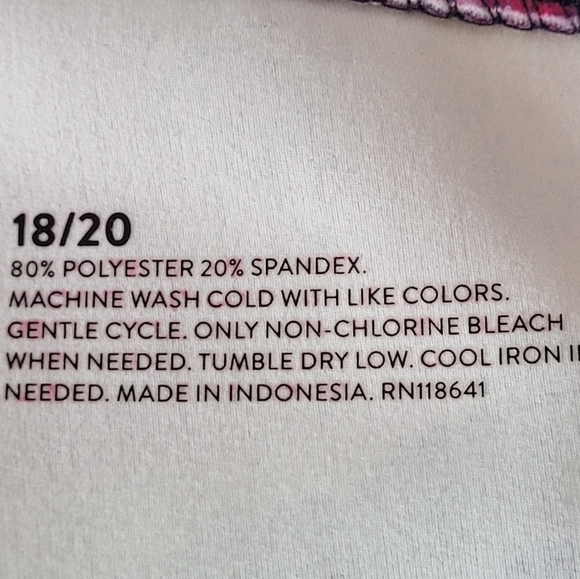 18/20
80% POLYESTER 20% SPANDEX.
MACHINE WASH COLD WITH LIKE COLORS.
GENTLE CYCLE. ONLY NON-CHLORINE BLEACH
WHEN NEEDED. TUMBLE DRY LOW. COOL IRON
NEEDED. MADE IN INDONESIA. RN118641